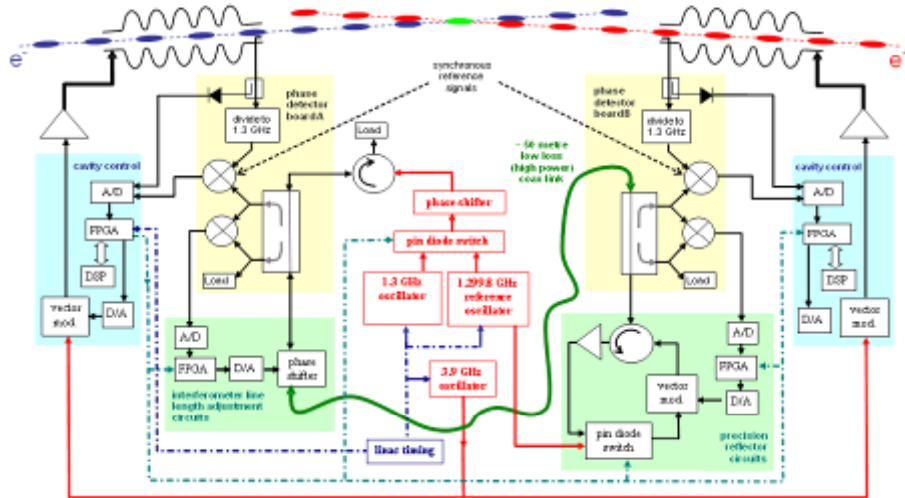 e⁻
e⁺
synchronous
reference
signals
phase
detector
boardA
divide to
1.3 GHz
Load
cavity control
A/D
FPGA
DSP
D/A
vector
mod.
Load
A/D
FPGA
D/A
phase
shifter
interferometer line
length adjustment
circuits
phase shifter
pin diode switch
1.3 GHz
oscillator
1.2998 GHz
reference
oscillator
3.9 GHz
oscillator
linac timing
~ 50 metre
low loss
(high power)
coax link
phase
detector
boardB
divide to
1.3 GHz
cavity control
A/D
FPGA
DSP
D/A
vector
mod.
Load
A/D
FPGA
D/A
vector
mod.
pin diode
switch
precision
reflector
circuits